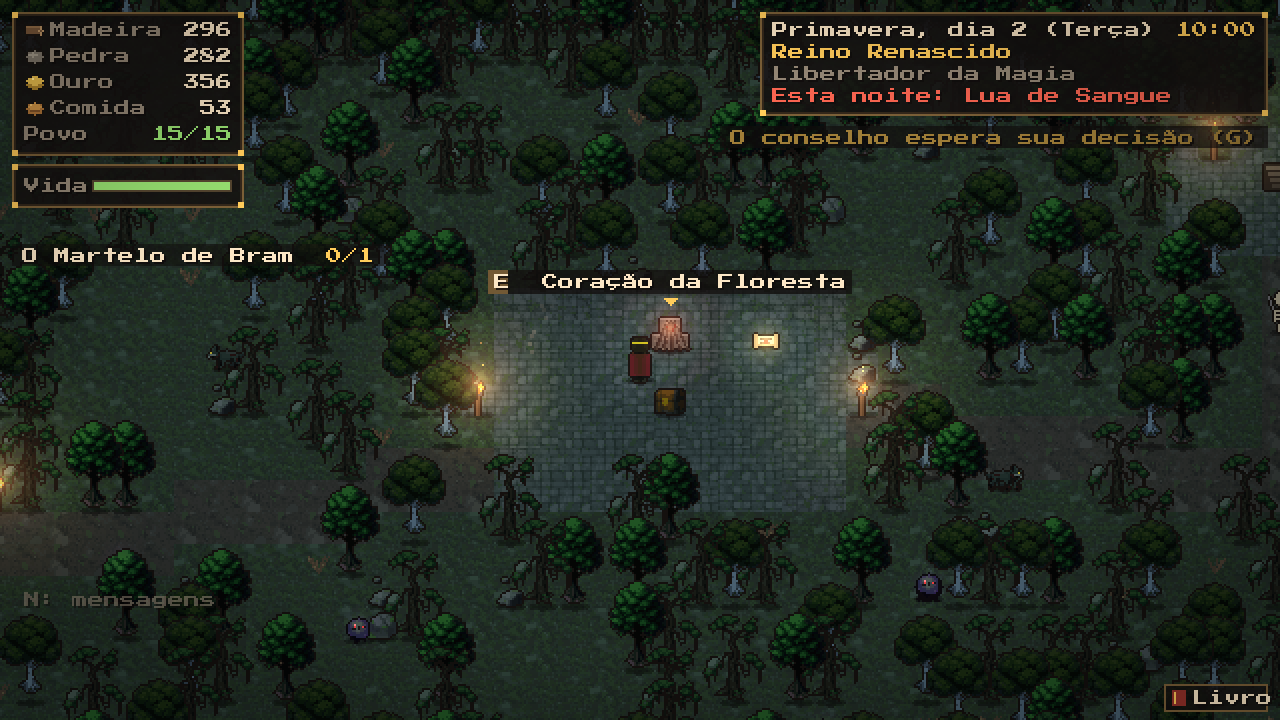 Madeira 296
Pedra 282
Ouro 356
Comida 53
Povo 15/15
Vida
Primavera, dia 2 (Terça) 10:00
Reino Renascido
Libertador da Magia
Esta noite: Lua de Sangue
O conselho espera sua decisão (G)
O Martelo de Bram 0/1
E Coração da Floresta
N: mensagens
Livro